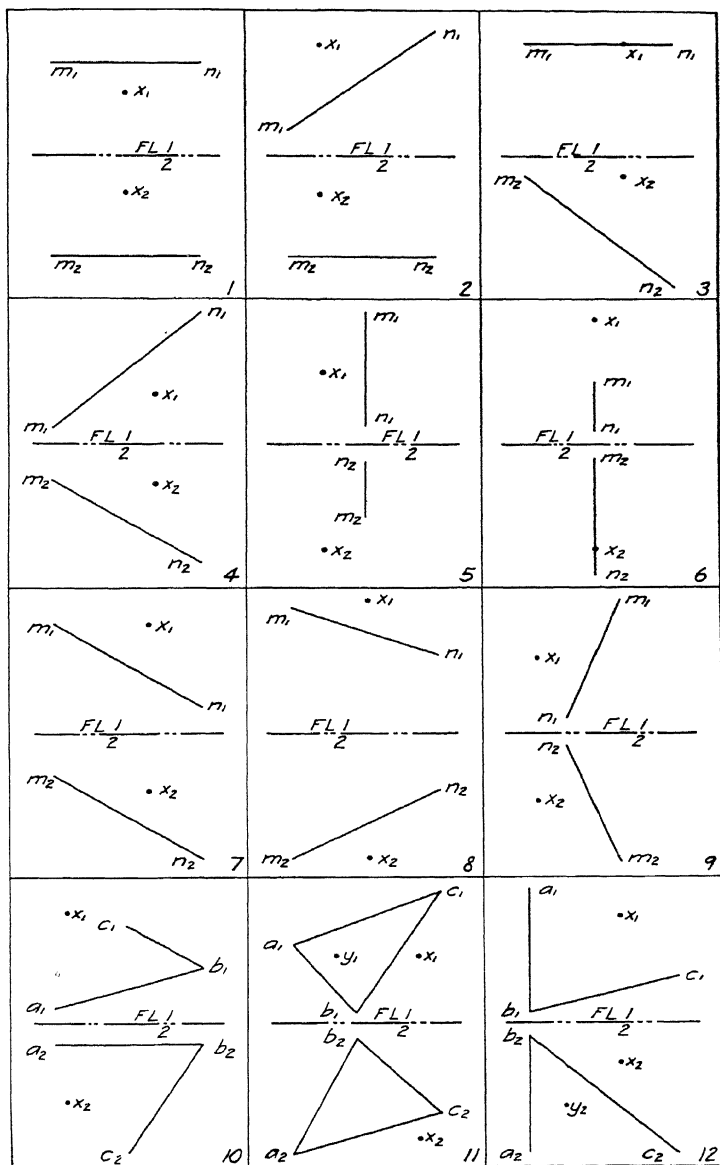 m₁ n₁
x₁
FL 1
2
x₂
m₂ n₂
1
x₁ n₁
m₁
FL 1
2
x₂
m₂ n₂
2
m₁ x₁ n₁
FL 1
2
m₂ x₂
n₂
3
n₁
x₁
m₁
FL 1
2
m₂ x₂
n₂
4
m₁
x₁
n₁
FL 1
2
n₂
m₂
x₂
5
x₁
m₁
n₁
FL 1
2
m₂
x₂
n₂
6
m₁ x₁
n₁
FL 1
2
m₂ x₂
n₂
7
x₁
m₁
n₁
FL 1
2
n₂
m₂ x₂
8
m₁
x₁
n₁
FL 1
2
n₂
x₂
m₂
9
x₁ c₁
b₁
a₁
FL 1
2
a₂ b₂
x₂
c₂
10
c₁
a₁
y₁ x₁
b₁
FL 1
2
b₂
c₂
a₂ x₂
11
a₁
x₁
c₁
b₁
FL 1
2
b₂
x₂
y₂
a₂ c₂
12